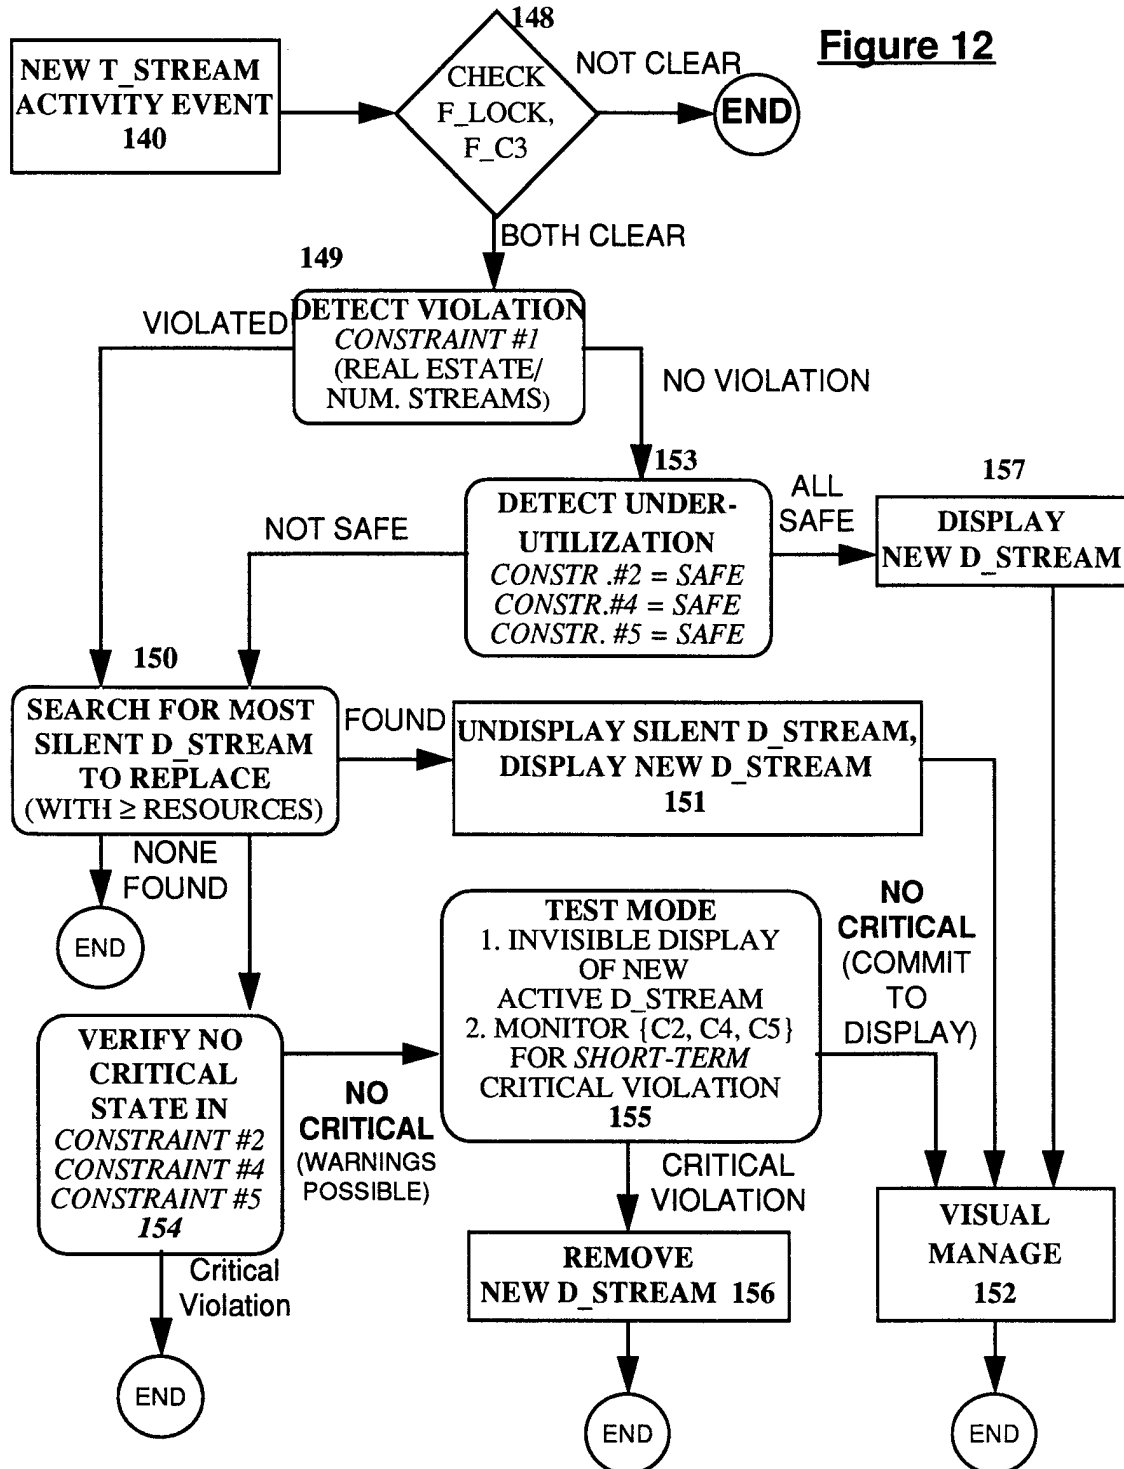 148
Figure 12
NEW T_STREAM
ACTIVITY EVENT
140
CHECK
F_LOCK,
F_C3
NOT CLEAR
END
BOTH CLEAR
149
DETECT VIOLATION
CONSTRAINT #1
(REAL ESTATE/
NUM. STREAMS)
VIOLATED
NO VIOLATION
153
DETECT UNDER-
UTILIZATION
CONSTR .#2 = SAFE
CONSTR.#4 = SAFE
CONSTR. #5 = SAFE
NOT SAFE
ALL
SAFE
157
DISPLAY
NEW D_STREAM
150
SEARCH FOR MOST
SILENT D_STREAM
TO REPLACE
(WITH ≥ RESOURCES)
FOUND
UNDISPLAY SILENT D_STREAM,
DISPLAY NEW D_STREAM
151
NONE
FOUND
END
VERIFY NO
CRITICAL
STATE IN
CONSTRAINT #2
CONSTRAINT #4
CONSTRAINT #5
154
NO
CRITICAL
(WARNINGS
POSSIBLE)
TEST MODE
1. INVISIBLE DISPLAY
OF NEW
ACTIVE D_STREAM
2. MONITOR {C2, C4, C5}
FOR SHORT-TERM
CRITICAL VIOLATION
155
NO
CRITICAL
(COMMIT
TO
DISPLAY)
CRITICAL
VIOLATION
REMOVE
NEW D_STREAM 156
VISUAL
MANAGE
152
Critical
Violation
END
END
END